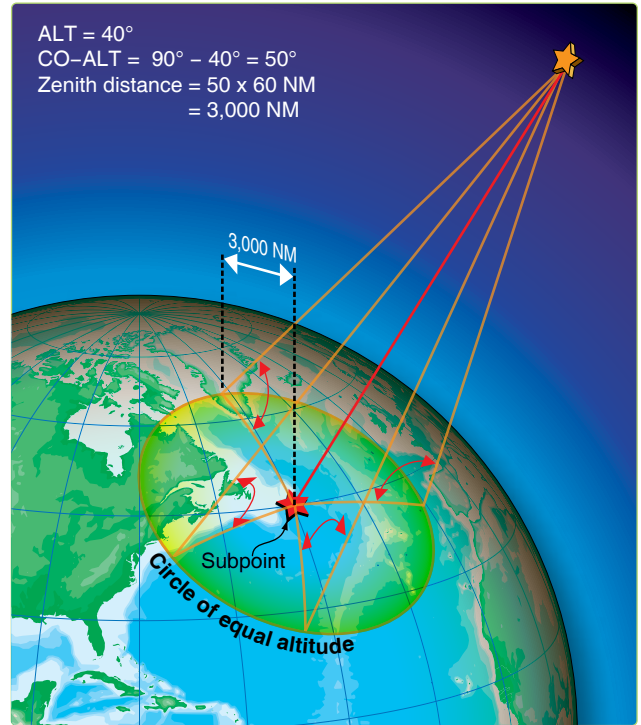 ALT = 40°
CO–ALT = 90° – 40° = 50°
Zenith distance = 50 x 60 NM
= 3,000 NM
3,000 NM
Subpoint
Circle of equal altitude